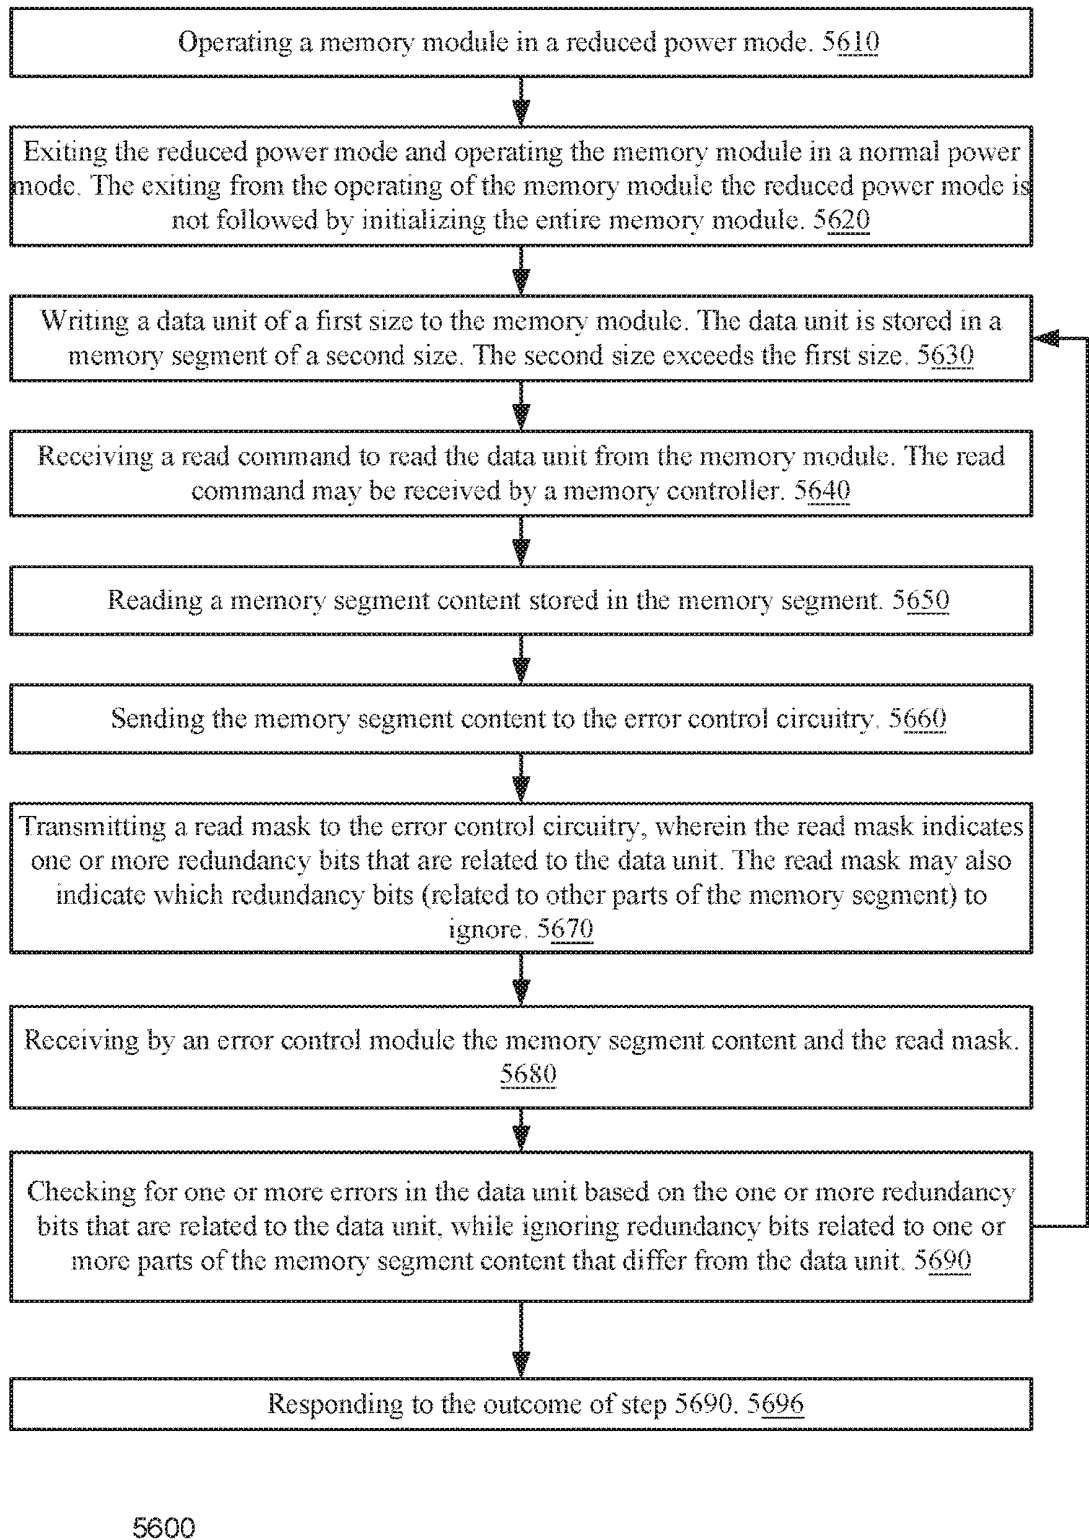 Operating a memory module in a reduced power mode. 5610
Exiting the reduced power mode and operating the memory module in a normal power
mode. The exiting from the operating of the memory module the reduced power mode is
not followed by initializing the entire memory module. 5620
Writing a data unit of a first size to the memory module. The data unit is stored in a
memory segment of a second size. The second size exceeds the first size. 5630
Receiving a read command to read the data unit from the memory module. The read
command may be received by a memory controller. 5640
Reading a memory segment content stored in the memory segment. 5650
Sending the memory segment content to the error control circuitry. 5660
Transmitting a read mask to the error control circuitry, wherein the read mask indicates
one or more redundancy bits that are related to the data unit. The read mask may also
indicate which redundancy bits (related to other parts of the memory segment) to
ignore. 5670
Receiving by an error control module the memory segment content and the read mask.
5680
Checking for one or more errors in the data unit based on the one or more redundancy
bits that are related to the data unit, while ignoring redundancy bits related to one or
more parts of the memory segment content that differ from the data unit. 5690
Responding to the outcome of step 5690. 5696
5600